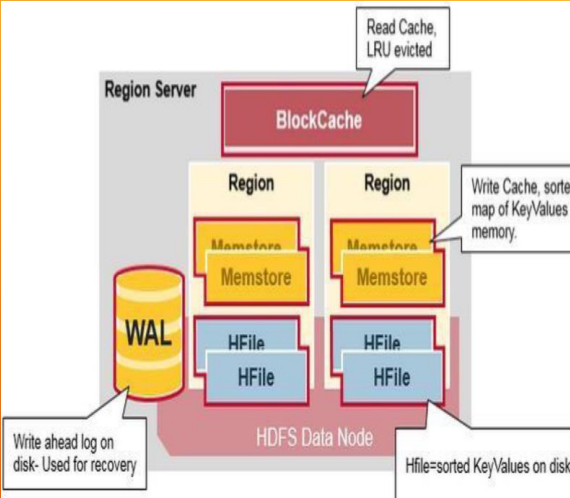 Read Cache,
LRU evicted
Region Server
BlockCache
Region
Region
Write Cache, sorte
map of KeyValues
memory.
Memstore
Memstore
Memstore
Memstore
WAL
HFile
HFile
HFile
HFile
HDFS Data Node
Write ahead log on
disk- Used for recovery
Hfile=sorted KeyValues on disk